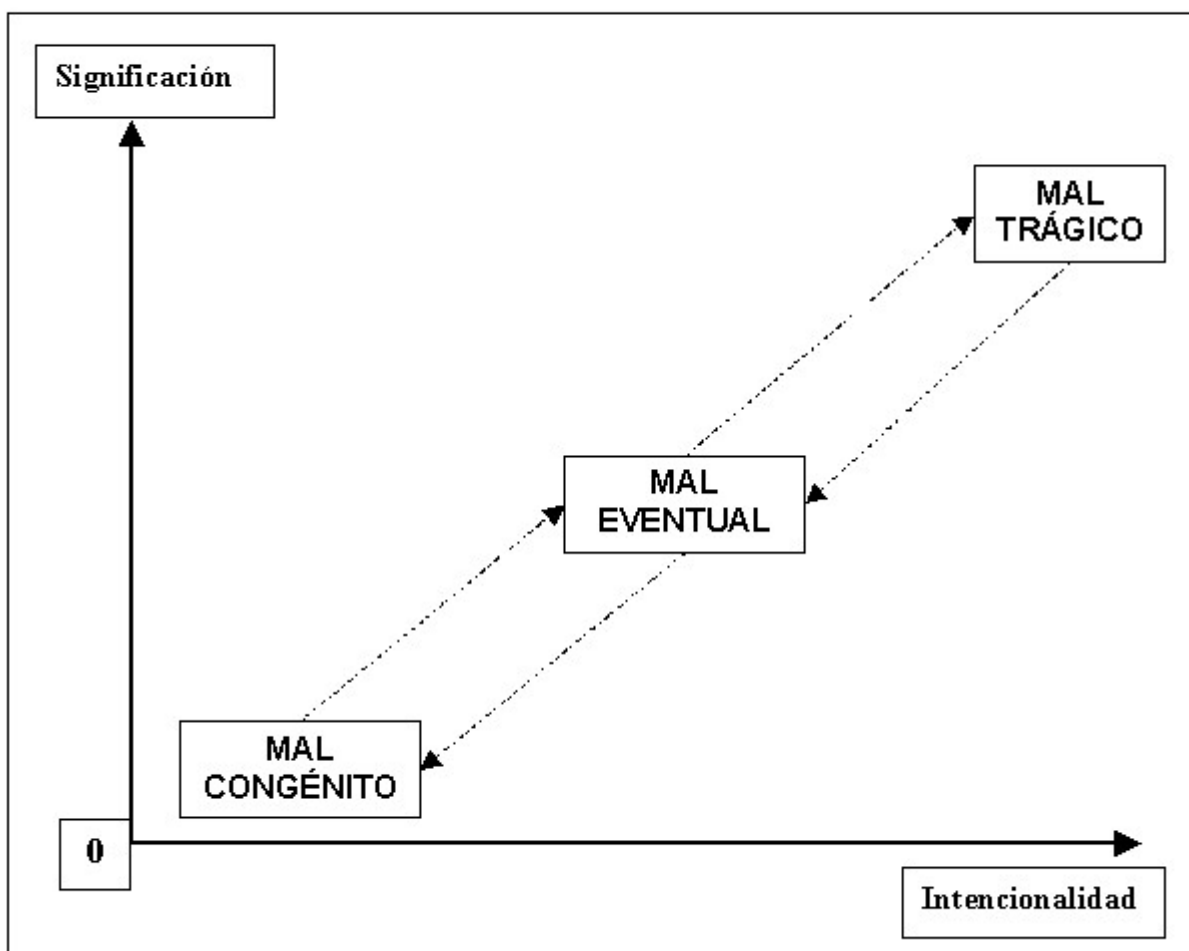 Significación
MAL
TRÁGICO
MAL
EVENTUAL
MAL
CONGÉNITO
0
Intencionalidad